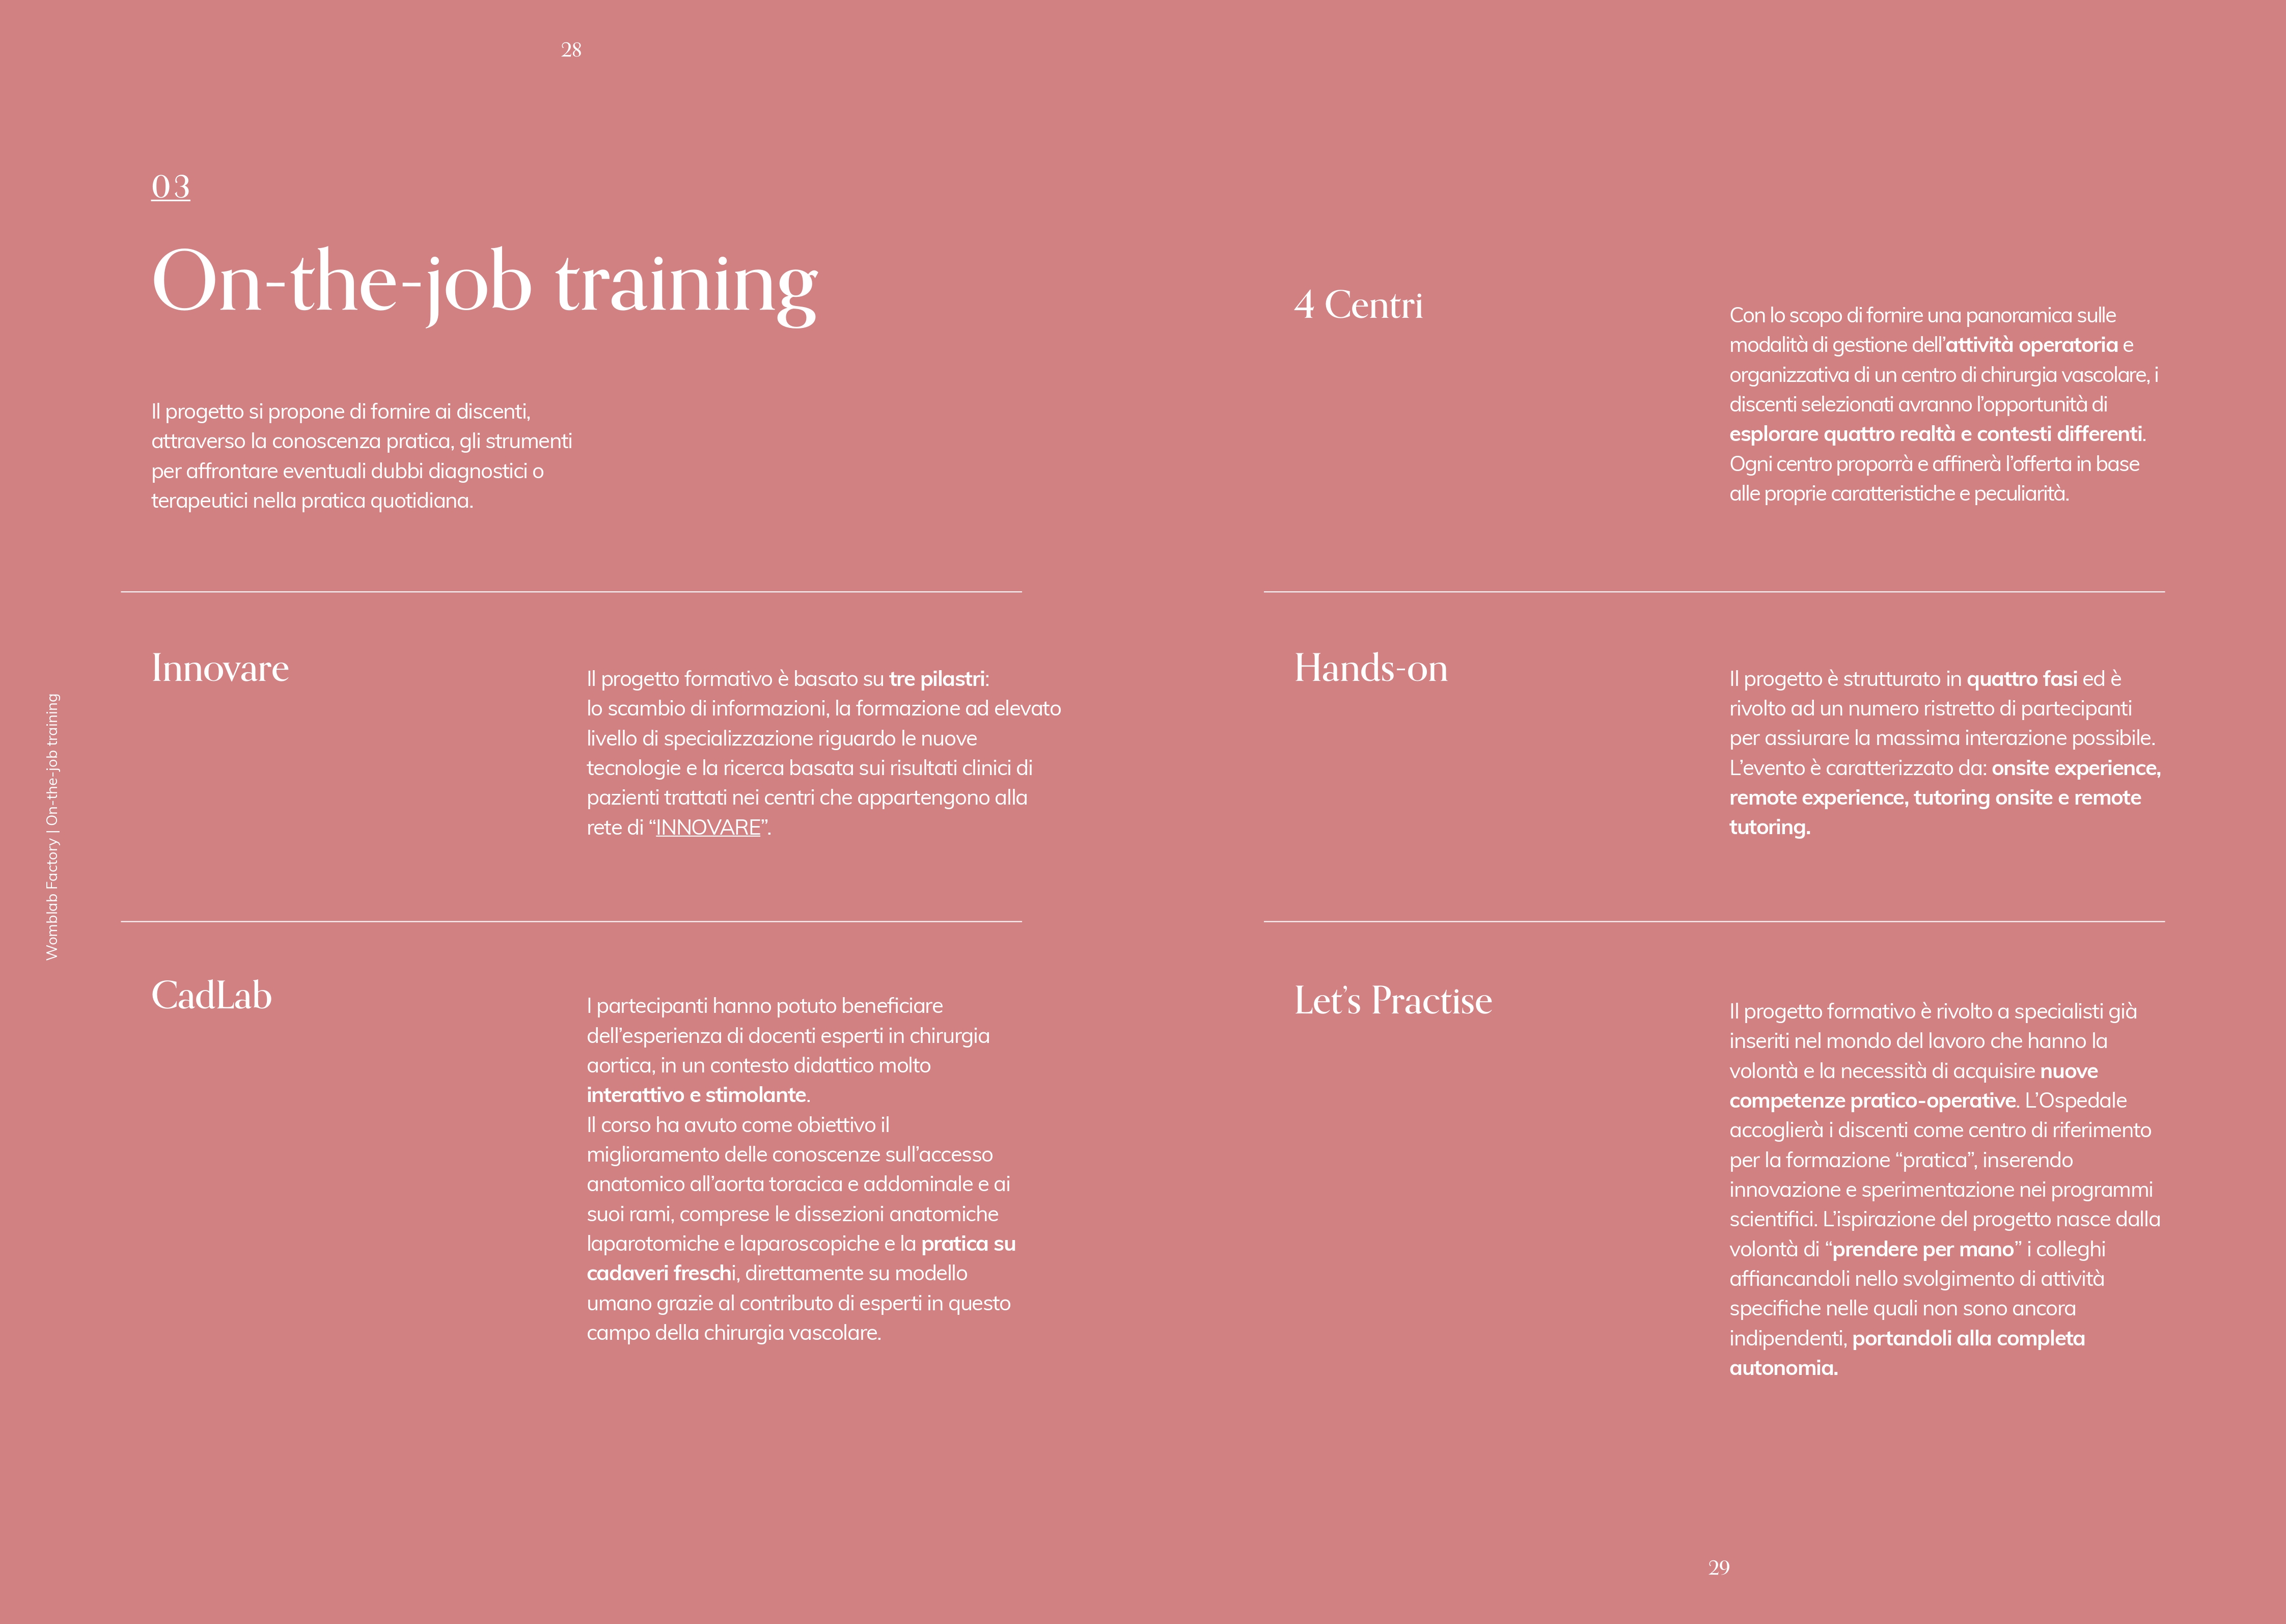 28
03
On-the-job training
Il progetto si propone di fornire ai discenti,
attraverso la conoscenza pratica, gli strumenti
per affrontare eventuali dubbi diagnostici o
terapeutici nella pratica quotidiana.
Innovare
Il progetto formativo è basato su tre pilastri:
lo scambio di informazioni, la formazione ad elevato
livello di specializzazione riguardo le nuove
tecnologie e la ricerca basata sui risultati clinici di
pazienti trattati nei centri che appartengono alla
rete di “INNOVARE”.
CadLab
I partecipanti hanno potuto beneficiare
dell’esperienza di docenti esperti in chirurgia
aortica, in un contesto didattico molto
interattivo e stimolante.
Il corso ha avuto come obiettivo il
miglioramento delle conoscenze sull’accesso
anatomico all’aorta toracica e addominale e ai
suoi rami, comprese le dissezioni anatomiche
laparotomiche e laparoscopiche e la pratica su
cadaveri freschi, direttamente su modello
umano grazie al contributo di esperti in questo
campo della chirurgia vascolare.
Womblab Factory | On-the-job training
4 Centri
Con lo scopo di fornire una panoramica sulle
modalità di gestione dell’attività operatoria e
organizzativa di un centro di chirurgia vascolare, i
discenti selezionati avranno l’opportunità di
esplorare quattro realtà e contesti differenti.
Ogni centro proporrà e affinerà l’offerta in base
alle proprie caratteristiche e peculiarità.
Hands-on
Il progetto è strutturato in quattro fasi ed è
rivolto ad un numero ristretto di partecipanti
per assiurare la massima interazione possibile.
L’evento è caratterizzato da: onsite experience,
remote experience, tutoring onsite e remote
tutoring.
Let’s Practise
Il progetto formativo è rivolto a specialisti già
inseriti nel mondo del lavoro che hanno la
volontà e la necessità di acquisire nuove
competenze pratico-operative. L’Ospedale
accoglierà i discenti come centro di riferimento
per la formazione “pratica”, inserendo
innovazione e sperimentazione nei programmi
scientifici. L’ispirazione del progetto nasce dalla
volontà di “prendere per mano” i colleghi
affiancandoli nello svolgimento di attività
specifiche nelle quali non sono ancora
indipendenti, portandoli alla completa
autonomia.
29